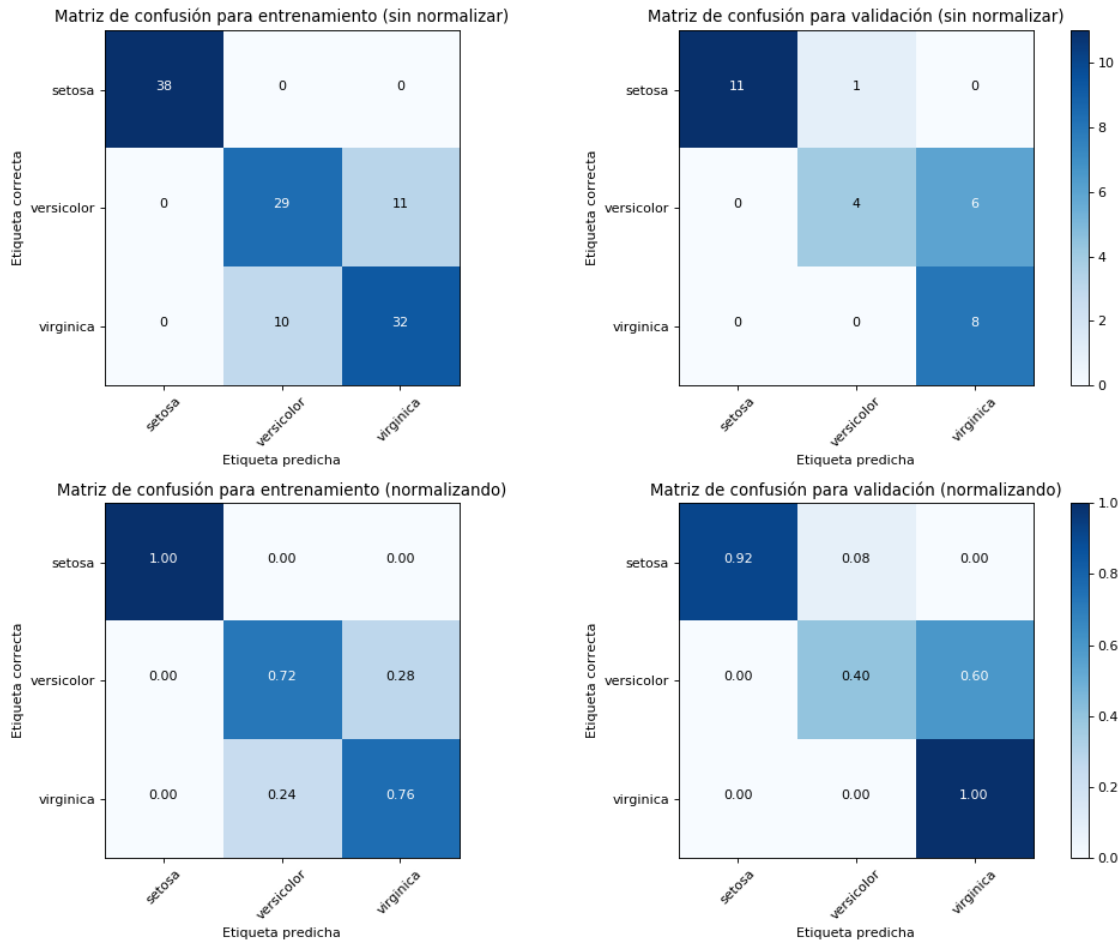 Matriz de confusión para entrenamiento (sin normalizar)
setosa
versicolor
virginica
Etiqueta correcta
38 0 0
0 29 11
0 10 32
setosa versicolor virginica
Etiqueta predicha
Matriz de confusión para validación (sin normalizar)
setosa
versicolor
virginica
Etiqueta correcta
11 1 0
0 4 6
0 0 8
setosa versicolor virginica
Etiqueta predicha
10
8
6
4
2
0
Matriz de confusión para entrenamiento (normalizando)
setosa
versicolor
virginica
Etiqueta correcta
1.00 0.00 0.00
0.00 0.72 0.28
0.00 0.24 0.76
setosa versicolor virginica
Etiqueta predicha
Matriz de confusión para validación (normalizando)
setosa
versicolor
virginica
Etiqueta correcta
0.92 0.08 0.00
0.00 0.40 0.60
0.00 0.00 1.00
setosa versicolor virginica
Etiqueta predicha
1.0
0.8
0.6
0.4
0.2
0.0